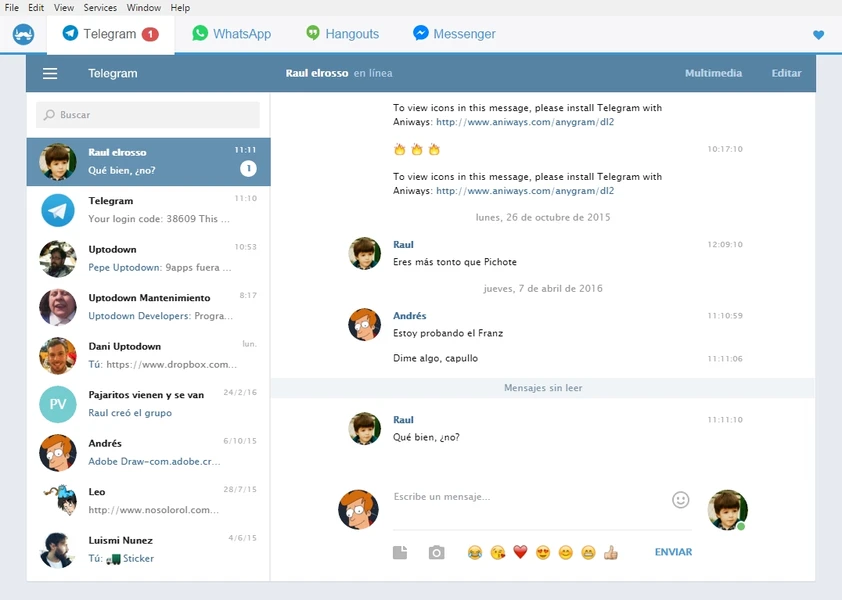 File Edit View Services Window Help
Telegram 1 WhatsApp Hangouts Messenger
Telegram
Raul elrosso en línea
Multimedia Editar
Buscar
Raul elrosso 11:11
Qué bien, ¿no? 1
Telegram 11:10
Your login code: 38609 This ...
Uptodown 10:53
Pepe Uptodown: 9apps fuera ...
Uptodown Mantenimiento 8:17
Uptodown Developers: Progra...
Dani Uptodown lun.
Tú: https://www.dropbox.com...
PV
Pajaritos vienen y se van 24/2/16
Raul creó el grupo
Andrés 6/10/15
Adobe Draw-com.adobe.cr...
Leo 28/7/15
http://www.nosolorol.com...
Luismi Nunez 4/6/15
Tú: 🚛 Sticker
To view icons in this message, please install Telegram with
Aniways: http://www.aniways.com/anygram/dl2
🔥 🔥 🔥 10:17:10
To view icons in this message, please install Telegram with
Aniways: http://www.aniways.com/anygram/dl2
lunes, 26 de octubre de 2015
Raul 12:09:10
Eres más tonto que Pichote
jueves, 7 de abril de 2016
Andrés 11:10:59
Estoy probando el Franz
Dime algo, capullo 11:11:06
Mensajes sin leer
Raul 11:11:10
Qué bien, ¿no?
Escribe un mensaje...
😂 😘 ❤️ 😍 😊 😁 👍 ENVIAR